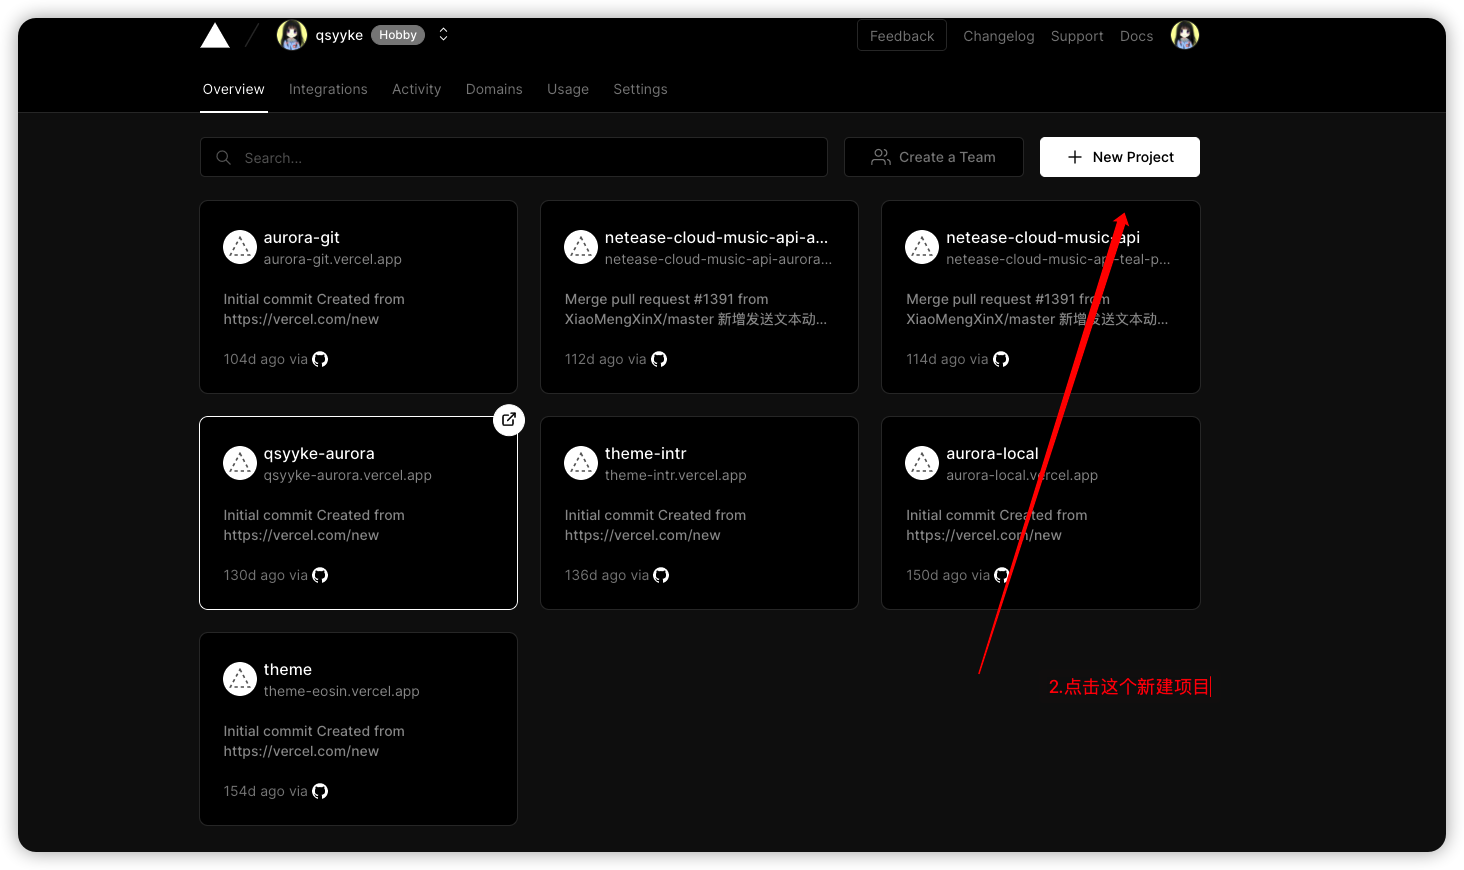 qsyyke Hobby
Feedback Changelog Support Docs
Overview Integrations Activity Domains Usage Settings
Search...
Create a Team
New Project
aurora-git
aurora-git.vercel.app
Initial commit Created from
https://vercel.com/new
104d ago via
netease-cloud-music-api-a...
netease-cloud-music-api-aurora...
Merge pull request #1391 from
XiaoMengXinX/master 新增发送文本动...
112d ago via
netease-cloud-music-api
netease-cloud-music-api-teal-p...
Merge pull request #1391 from
XiaoMengXinX/master 新增发送文本动...
114d ago via
qsyyke-aurora
qsyyke-aurora.vercel.app
Initial commit Created from
https://vercel.com/new
130d ago via
theme-intr
theme-intr.vercel.app
Initial commit Created from
https://vercel.com/new
136d ago via
aurora-local
aurora-local.vercel.app
Initial commit Created from
https://vercel.com/new
150d ago via
theme
theme-eosin.vercel.app
Initial commit Created from
https://vercel.com/new
154d ago via
2.点击这个新建项目